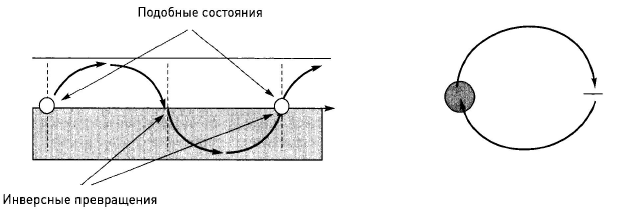 Подобные состояния
Инверсные превращения